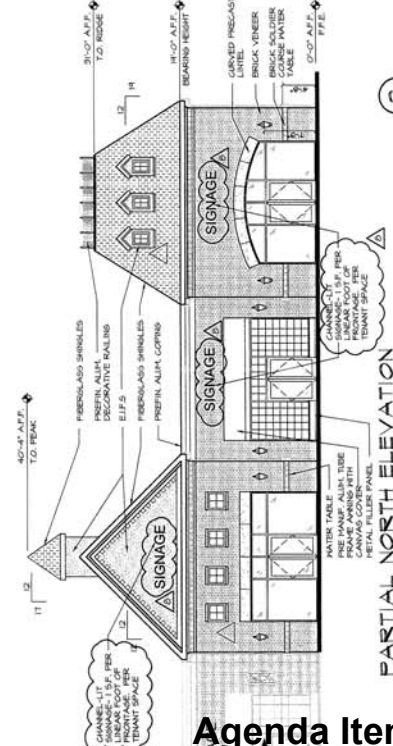 40'-4" A.F.F.
T.O. PEAK
31'-0" A.F.F.
T.O. RIDGE
19
12
17
12
12
12
FIBERGLASS SHINGLES
PREFIN. ALUM.
DECORATIVE RAILING
E.I.F.S
FIBERGLASS SHINGLES
PREFIN. ALUM. COPING
BEARING HEIGHT
CURVED PRECAST
LINTEL
BRICK VENEER
BRICK SOLDIER
COURSE WATER
TABLE
0'-0" A.F.F.
F.F.E.
SIGNAGE
SIGNAGE
SIGNAGE
CHANNEL-LIT
SIGNAGE- 1 S.F. PER
LINEAR FOOT OF
FRONTAGE. PER
TENANT SPACE
CHANNEL-LIT
SIGNAGE- 1 S.F. PER
LINEAR FOOT OF
FRONTAGE. PER
TENANT SPACE
WATER TABLE
PRE MANUF. ALUM. TUBE
FRAME AWNING WITH
CANVAS COVER
METAL FILLER PANEL
PARTIAL NORTH ELEVATION
Agenda Iter